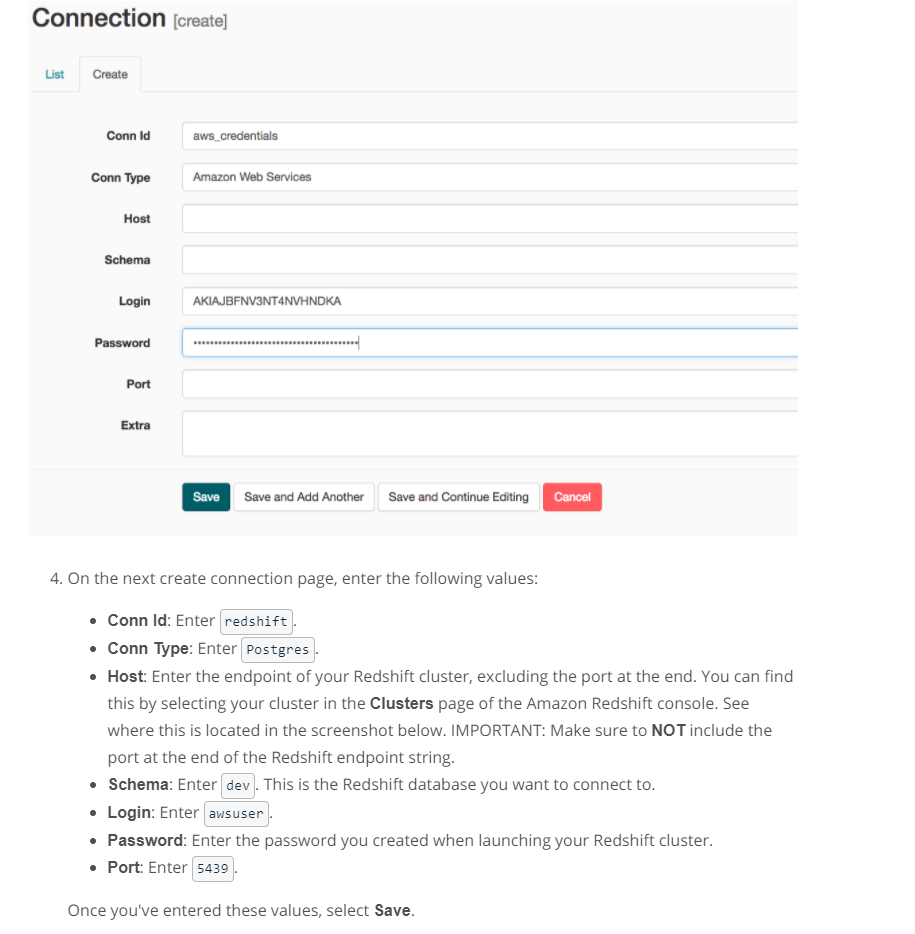 Connection [create]
List Create
Conn Id aws_credentials
Conn Type Amazon Web Services
Host
Schema
Login AKIAJBFNV3NT4NVHNDKA
Password ••••••••••••••••••••••••••••••••••••••••
Port
Extra
Save Save and Add Another Save and Continue Editing Cancel
4. On the next create connection page, enter the following values:
• Conn Id: Enter redshift.
• Conn Type: Enter Postgres.
• Host: Enter the endpoint of your Redshift cluster, excluding the port at the end. You can find
this by selecting your cluster in the Clusters page of the Amazon Redshift console. See
where this is located in the screenshot below. IMPORTANT: Make sure to NOT include the
port at the end of the Redshift endpoint string.
• Schema: Enter dev. This is the Redshift database you want to connect to.
• Login: Enter awsuser.
• Password: Enter the password you created when launching your Redshift cluster.
• Port: Enter 5439.
Once you've entered these values, select Save.